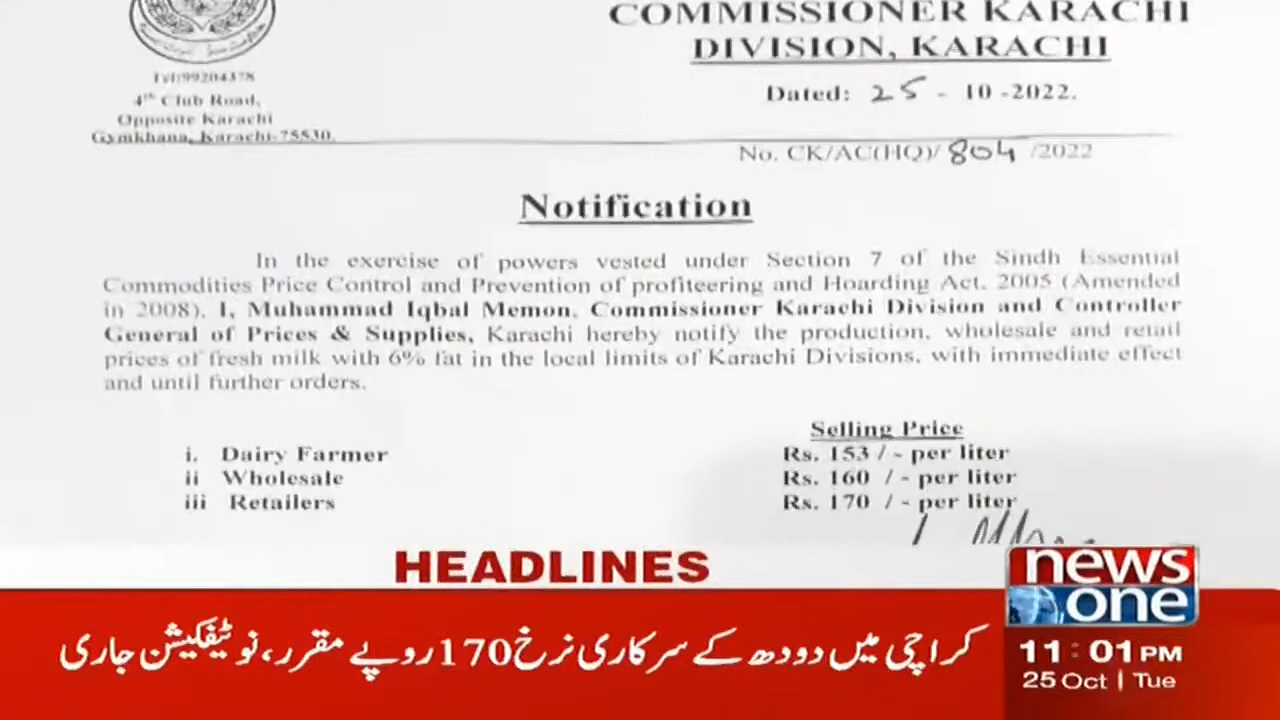 COMMISSIONER KARACHI
DIVISION, KARACHI
Tel:99204378
4th Club Road,
Opposite Karachi
Gymkhana, Karachi-75530.
Dated: 25 - 10 -2022.
No. CK/AC(HQ)/ 804 /2022
Notification
In the exercise of powers vested under Section 7 of the Sindh Essential
Commodities Price Control and Prevention of profiteering and Hoarding Act, 2005 (Amended
in 2008), I, Muhammad Iqbal Memon, Commissioner Karachi Division and Controller
General of Prices & Supplies, Karachi hereby notify the production, wholesale and retail
prices of fresh milk with 6% fat in the local limits of Karachi Divisions, with immediate effect
and until further orders.
Selling Price
i. Dairy Farmer Rs. 153 /- per liter
ii Wholesale Rs. 160 /- per liter
iii Retailers Rs. 170 /- per liter
HEADLINES
news
one
کراچی میں دودھ کے سرکاری نرخ 170 روپے مقرر، نوٹیفکیشن جاری
11:01 PM
25 Oct | Tue